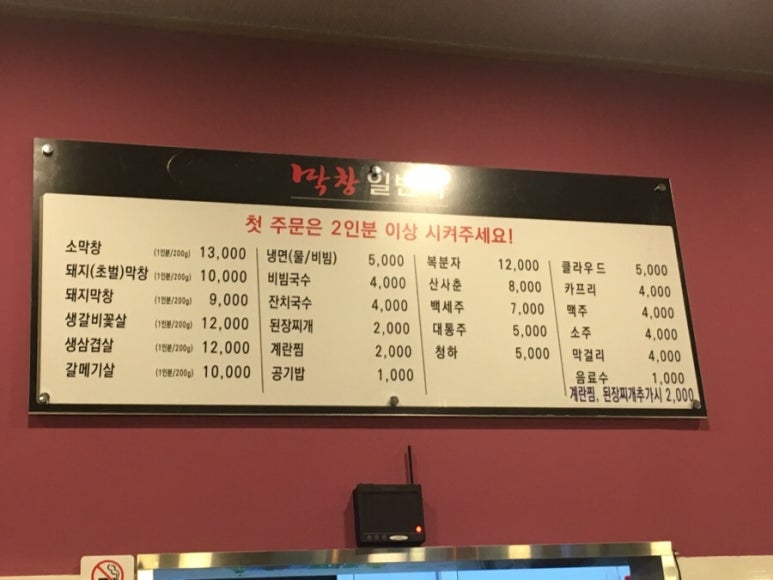 막창 일번지
첫 주문은 2인분 이상 시켜주세요!
소막창 (1인분/200g) 13,000
돼지(초벌)막창 (1인분/200g) 10,000
돼지막창 (1인분/200g) 9,000
생갈비꽃살 (1인분/200g) 12,000
생삼겹살 (1인분/200g) 12,000
갈메기살 (1인분/200g) 10,000
냉면(물/비빔) 5,000
비빔국수 4,000
잔치국수 4,000
된장찌개 2,000
계란찜 2,000
공기밥 1,000
복분자 12,000
산사춘 8,000
백세주 7,000
대통주 5,000
청하 5,000
클라우드 5,000
카프리 4,000
맥주 4,000
소주 4,000
막걸리 4,000
음료수 1,000
계란찜, 된장찌개추가시 2,000